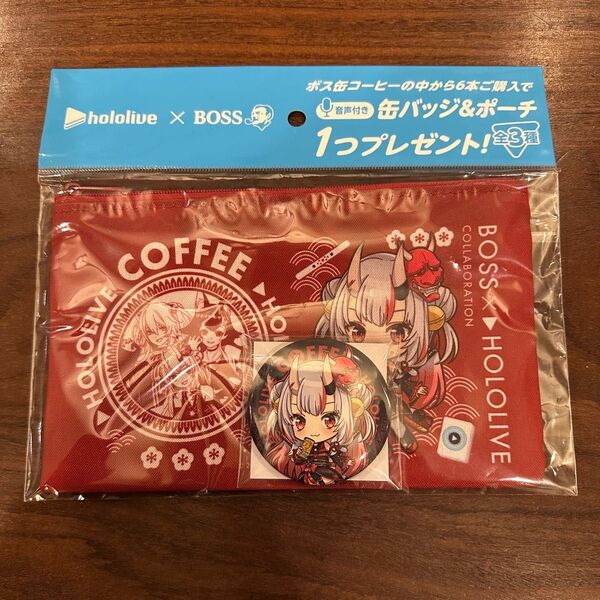 hololive × BOSS
ボス缶コーヒーの中から6本ご購入で
音声付き 缶バッジ&ポーチ
1つプレゼント! 全3種
HOLOLIVE COFFEE
BOSS×HOLOLIVE
COLLABORATION
COFFEE